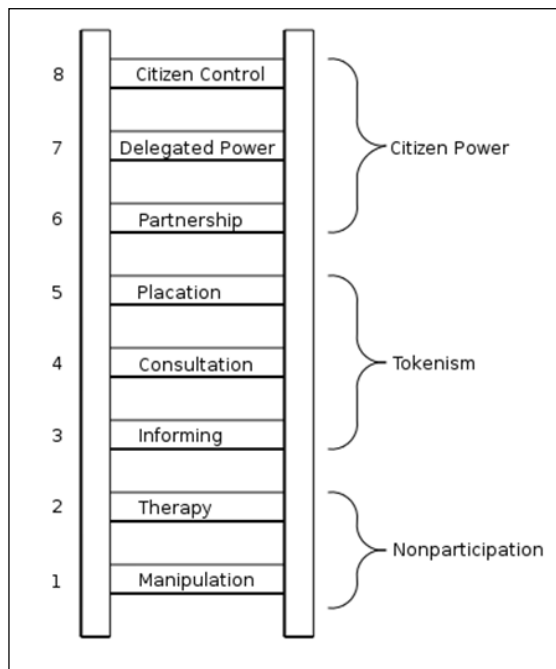 8 Citizen Control
7 Delegated Power
Citizen Power
6 Partnership
5 Placation
4 Consultation
Tokenism
3 Informing
2 Therapy
Nonparticipation
1 Manipulation